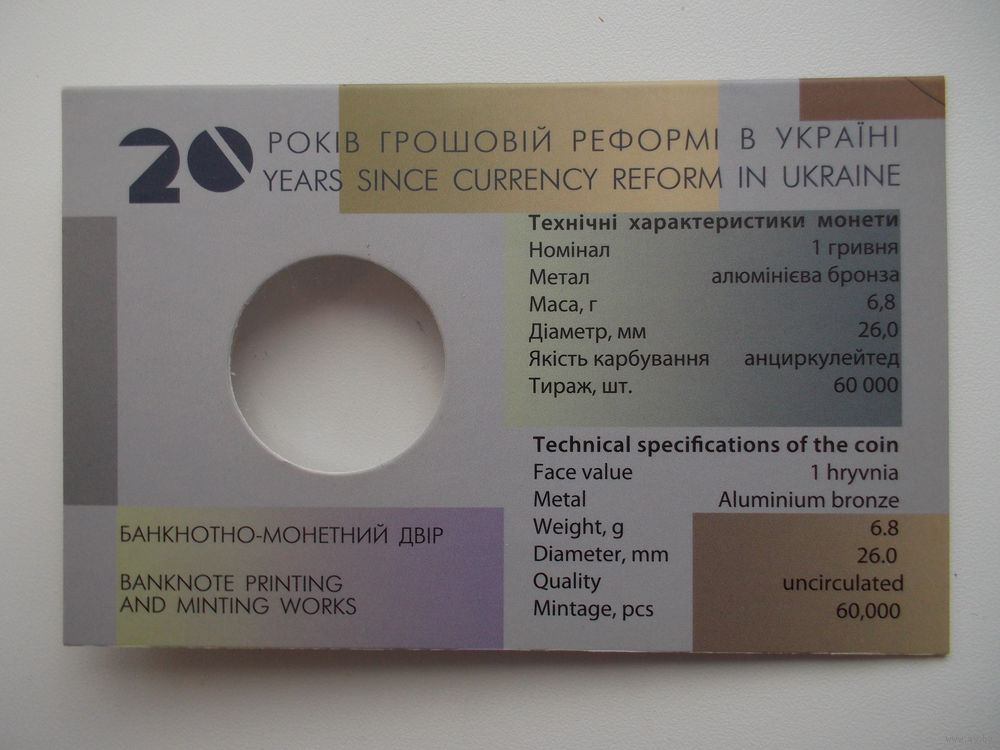 20 РОКІВ ГРОШОВІЙ РЕФОРМІ В УКРАЇНІ
YEARS SINCE CURRENCY REFORM IN UKRAINE
Технічні характеристики монети
Номінал 1 гривня
Метал алюмінієва бронза
Маса, г 6,8
Діаметр, мм 26,0
Якість карбування анциркулейтед
Тираж, шт. 60 000
Technical specifications of the coin
Face value 1 hryvnia
Metal Aluminium bronze
Weight, g 6.8
Diameter, mm 26.0
Quality uncirculated
Mintage, pcs 60,000
БАНКНОТНО-МОНЕТНИЙ ДВІР
BANKNOTE PRINTING
AND MINTING WORKS